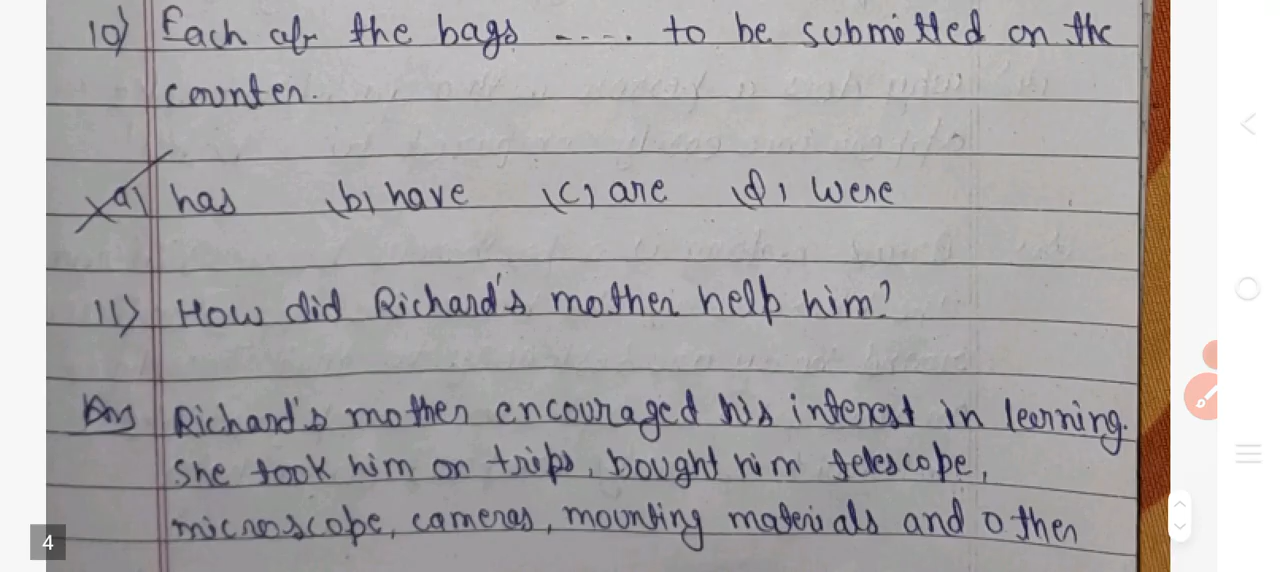 10) Each of the bags .... to be submitted on the
counter.
a) has (b) have (c) are (d) were
11) How did Richard's mother help him?
Ans Richard's mother encouraged his interest in leerning.
She took him on trips, bought him telescope,
microscope, cameras, mounting materials and other
4